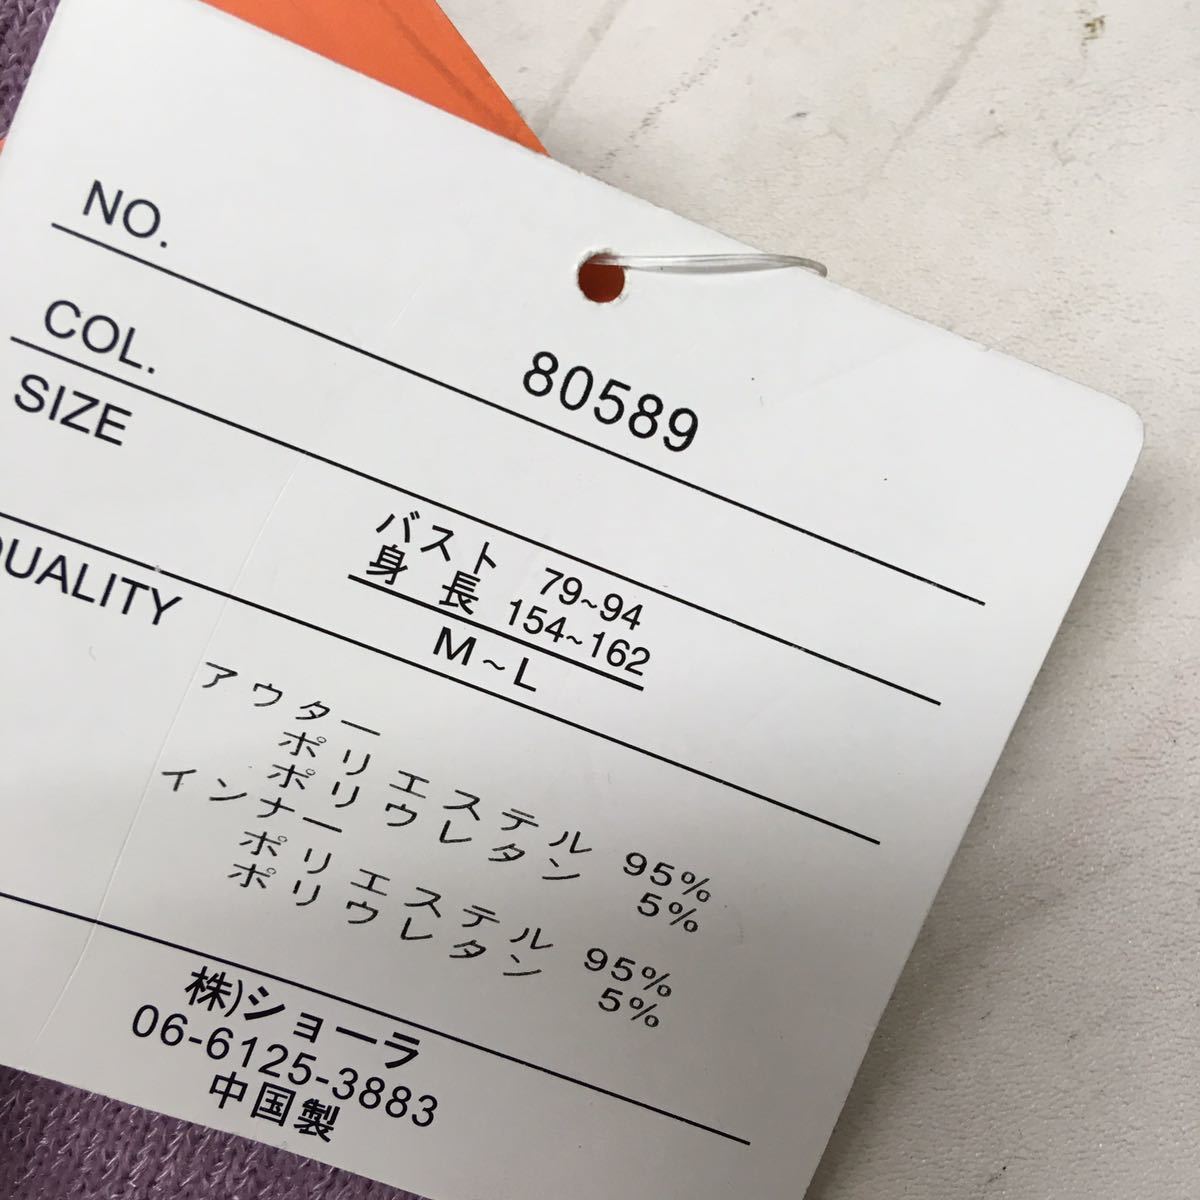 NO.
80589
COL.
SIZE
バスト 79~94
身長 154~162
M~L
QUALITY
アウター
ポリエステル 95%
ポリウレタン 5%
インナー
ポリエステル 95%
ポリウレタン 5%
株)ショーラ
06-6125-3883
中国製